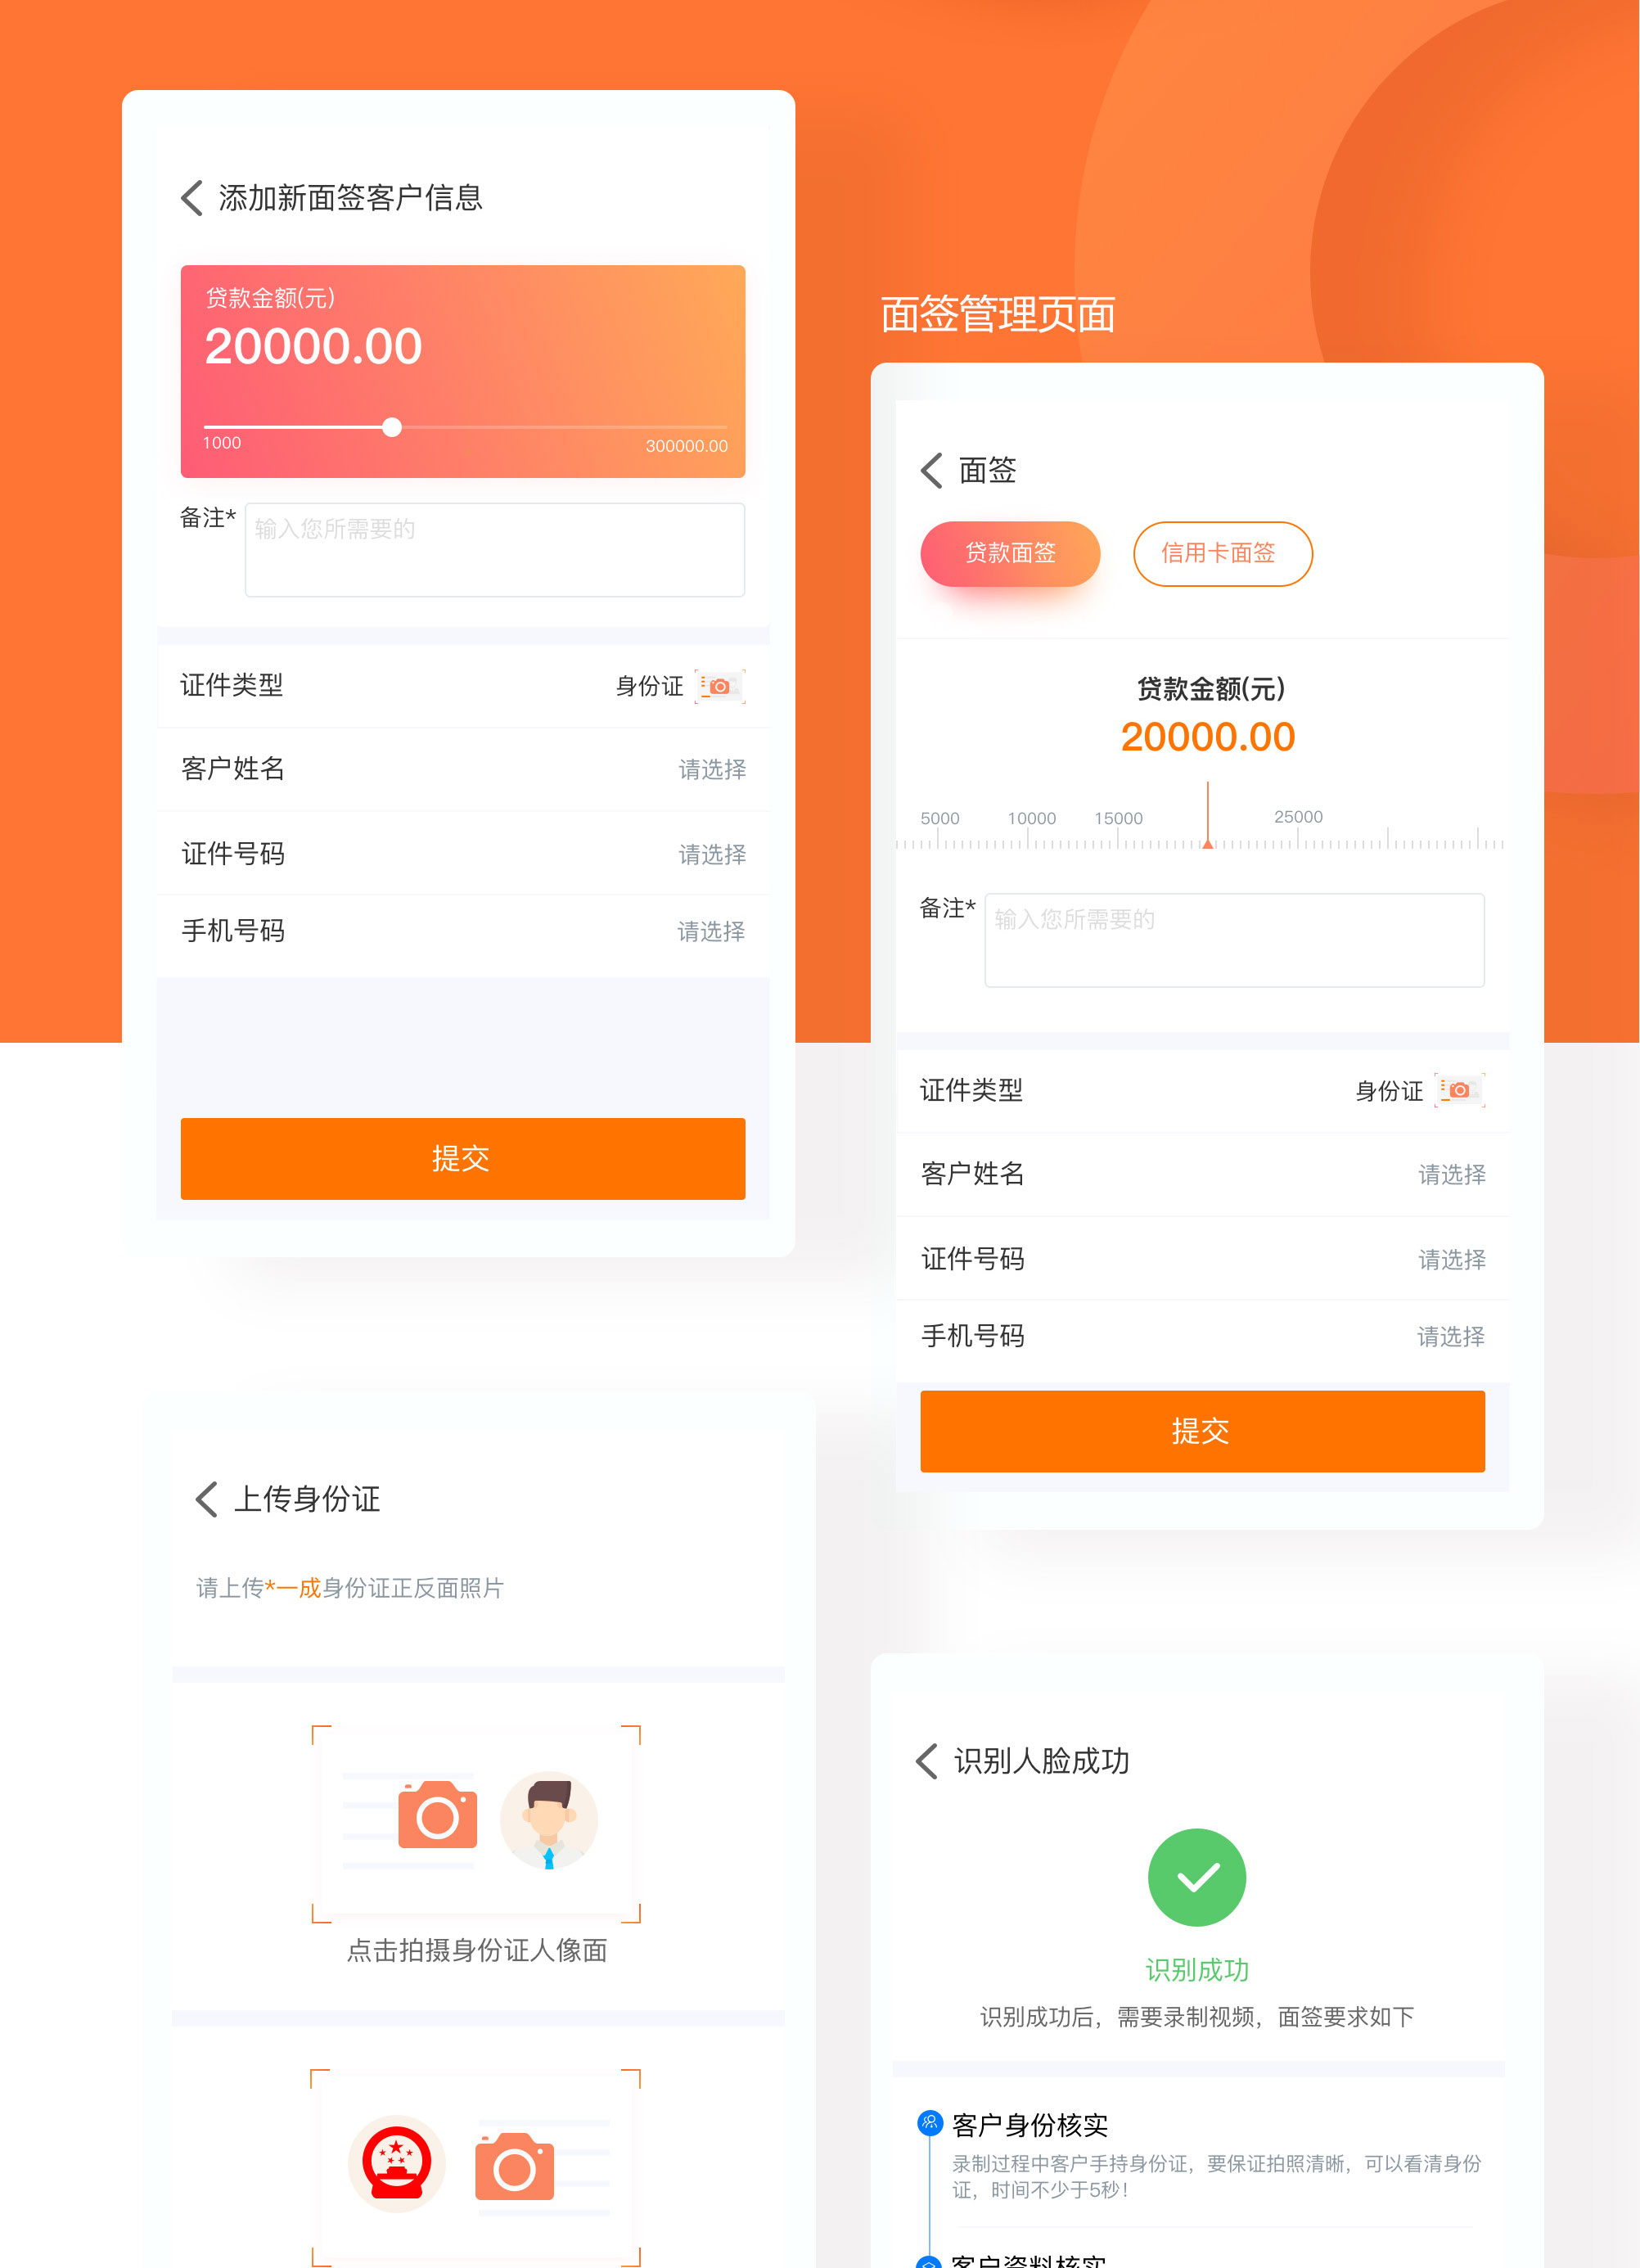 添加新面签客户信息
贷款金额(元)
20000.00
1000
300000.00
备注*
输入您所需要的
证件类型
身份证
客户姓名
请选择
证件号码
请选择
手机号码
请选择
提交
面签管理页面
面签
贷款面签
信用卡面签
贷款金额(元)
20000.00
5000
10000
15000
25000
备注*
输入您所需要的
证件类型
身份证
客户姓名
请选择
证件号码
请选择
手机号码
请选择
提交
上传身份证
请上传*一成身份证正反面照片
点击拍摄身份证人像面
识别人脸成功
识别成功
识别成功后，需要录制视频，面签要求如下
客户身份核实
录制过程中客户手持身份证，要保证拍照清晰，可以看清身份
证，时间不少于5秒！
客户资料核实